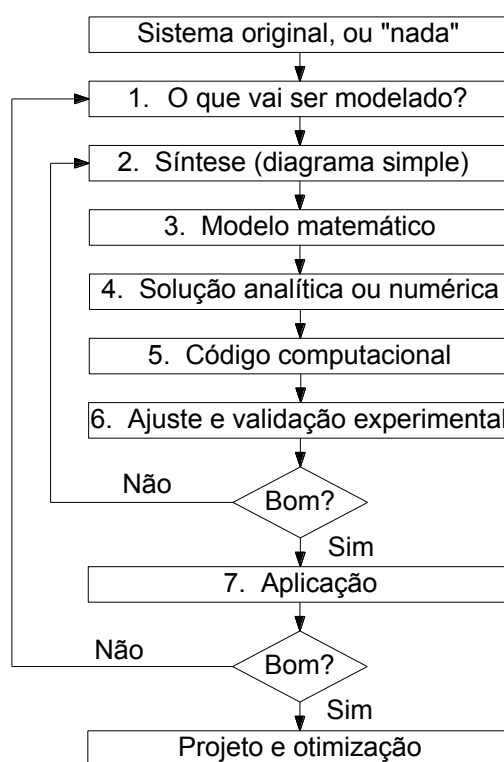 Sistema original, ou "nada"
1. O que vai ser modelado?
2. Síntese (diagrama simple)
3. Modelo matemático
4. Solução analítica ou numérica
5. Código computacional
6. Ajuste e validação experimental
Não
Bom?
Sim
7. Aplicação
Não
Bom?
Sim
Projeto e otimização